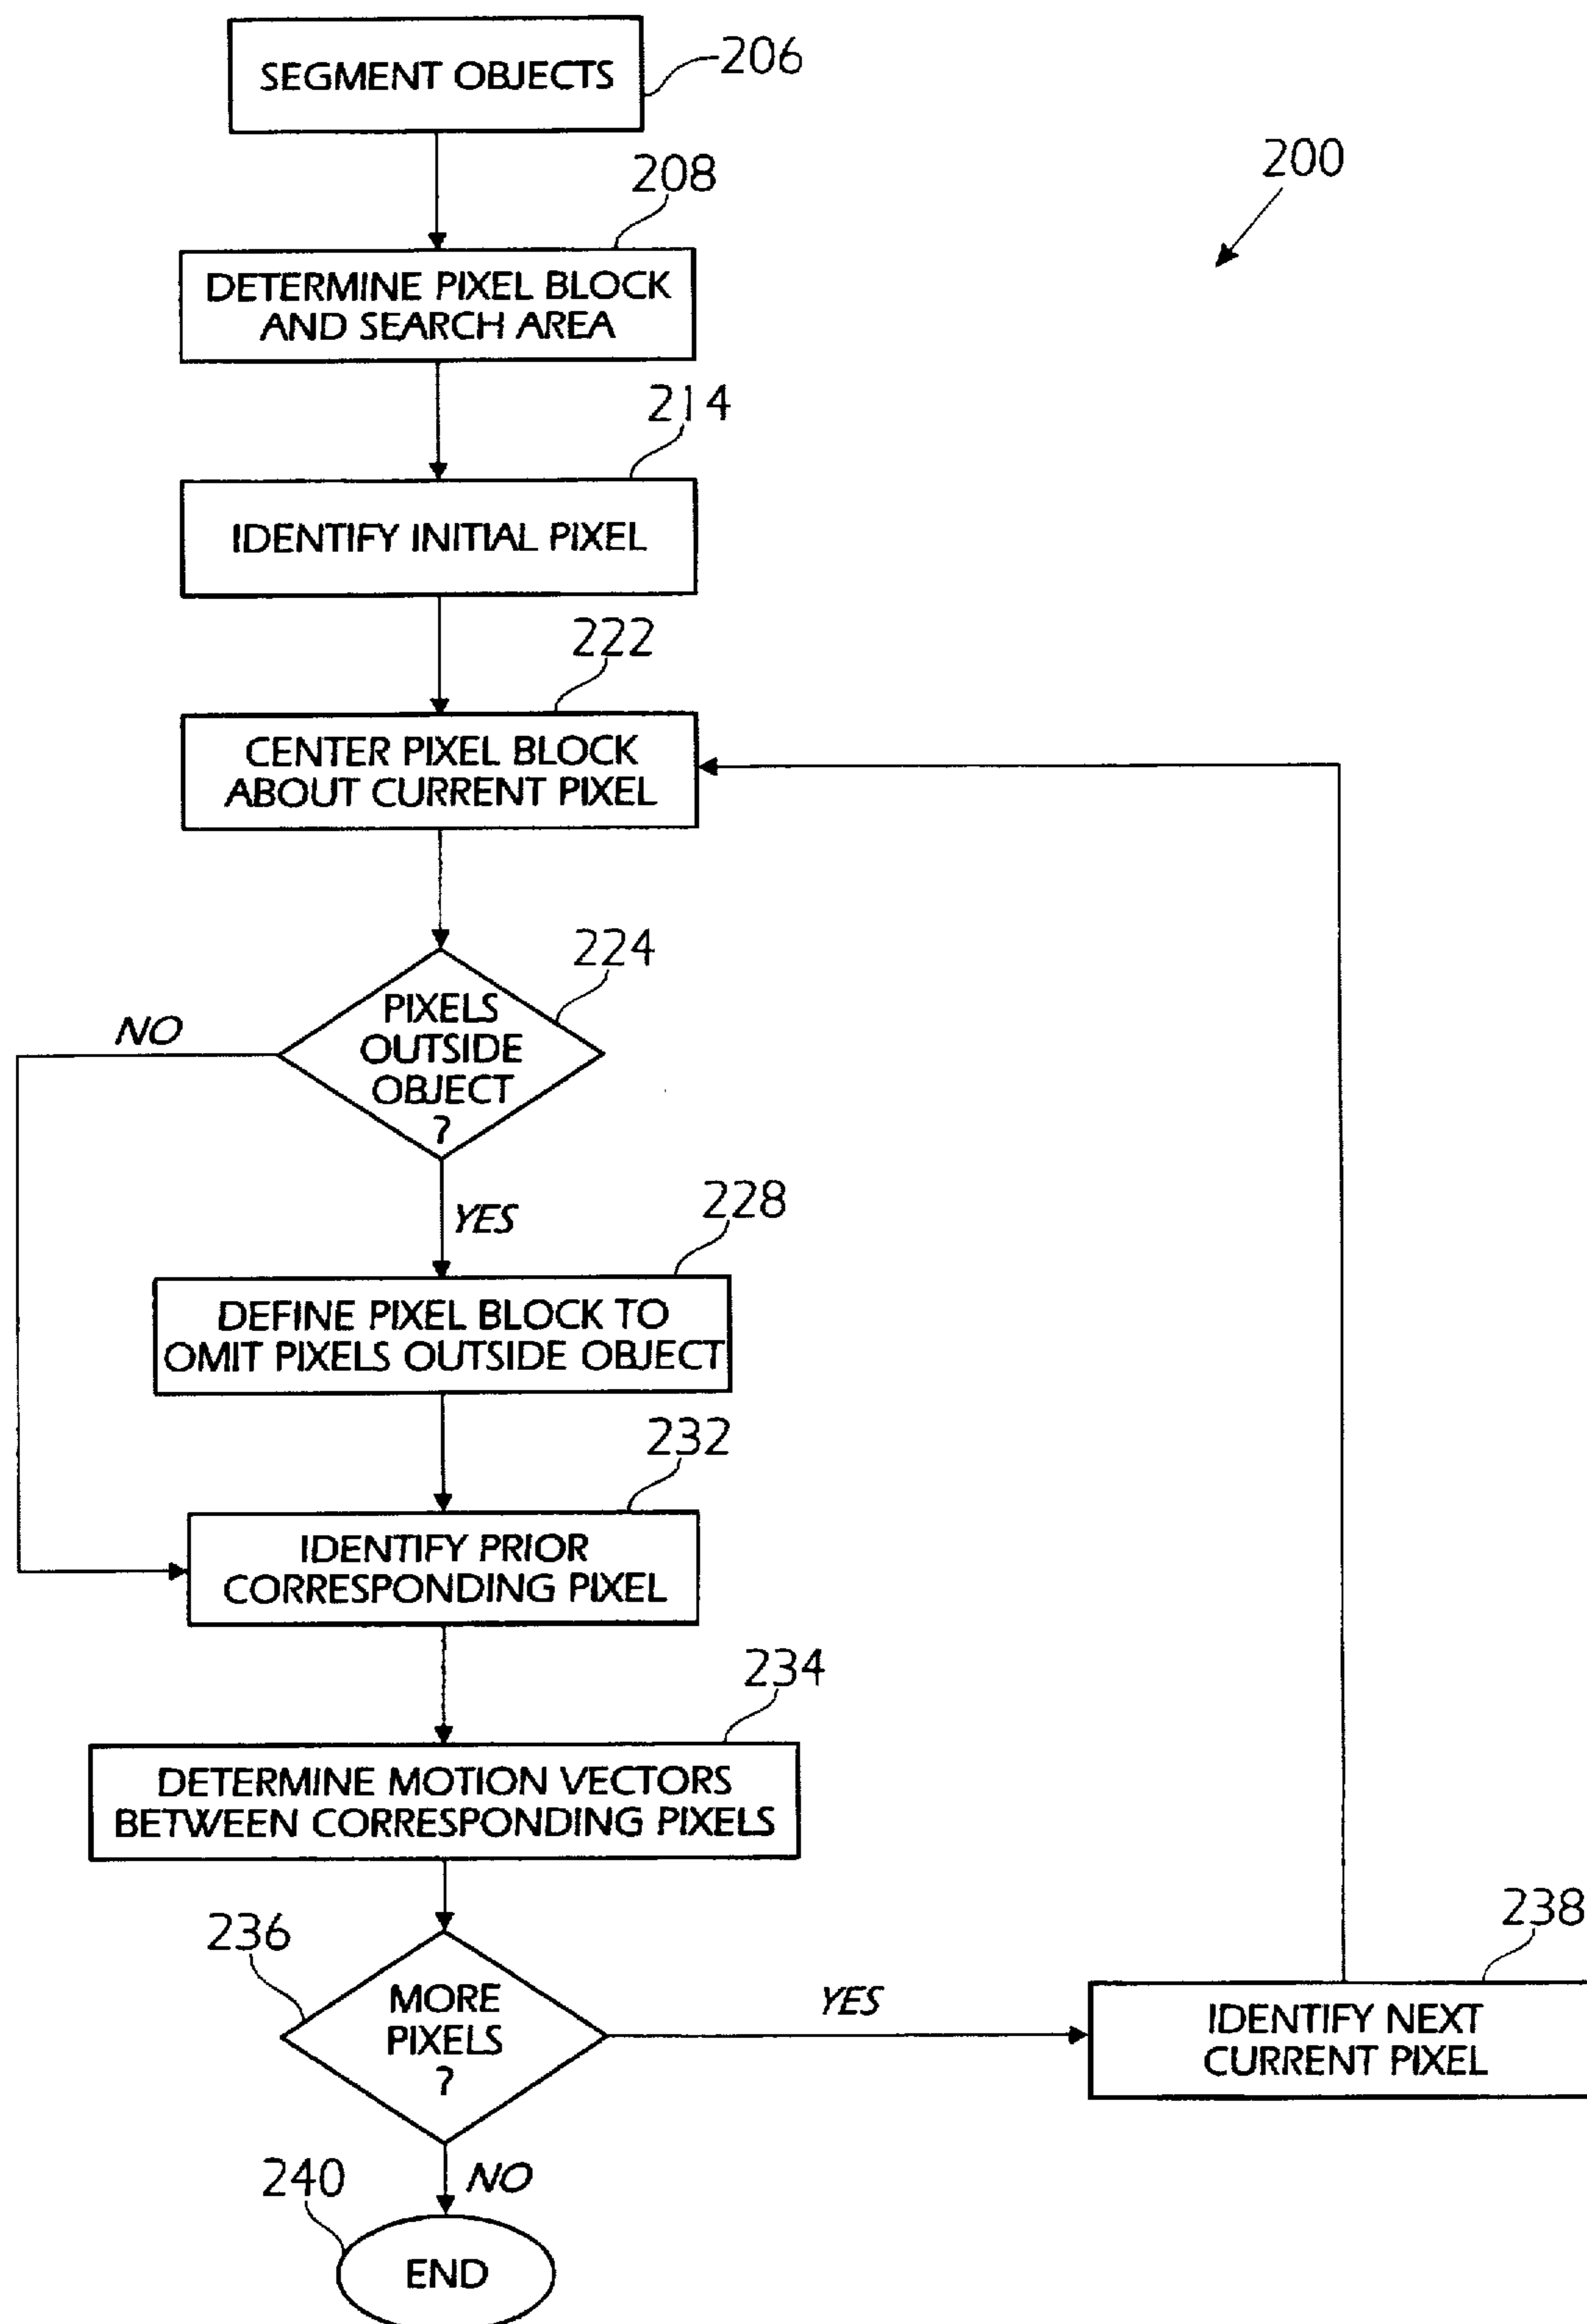 SEGMENT OBJECTS
206
200
208
DETERMINE PIXEL BLOCK
AND SEARCH AREA
214
IDENTIFY INITIAL PIXEL
222
CENTER PIXEL BLOCK
ABOUT CURRENT PIXEL
224
PIXELS
OUTSIDE
OBJECT
?
NO
YES
228
DEFINE PIXEL BLOCK TO
OMIT PIXELS OUTSIDE OBJECT
232
IDENTIFY PRIOR
CORRESPONDING PIXEL
234
DETERMINE MOTION VECTORS
BETWEEN CORRESPONDING PIXELS
236
MORE
PIXELS
?
YES
238
IDENTIFY NEXT
CURRENT PIXEL
NO
240
END